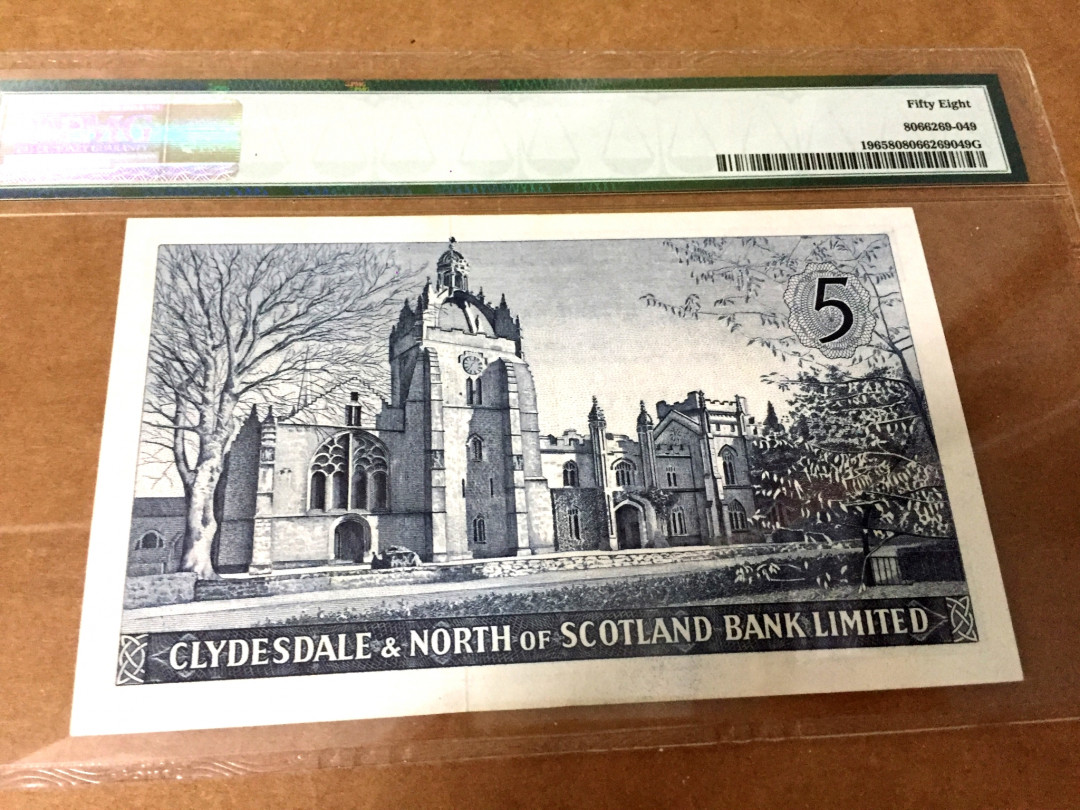 Fifty Eight
8066269-049
1965808066269049G
5
CLYDESDALE & NORTH OF SCOTLAND BANK LIMITED